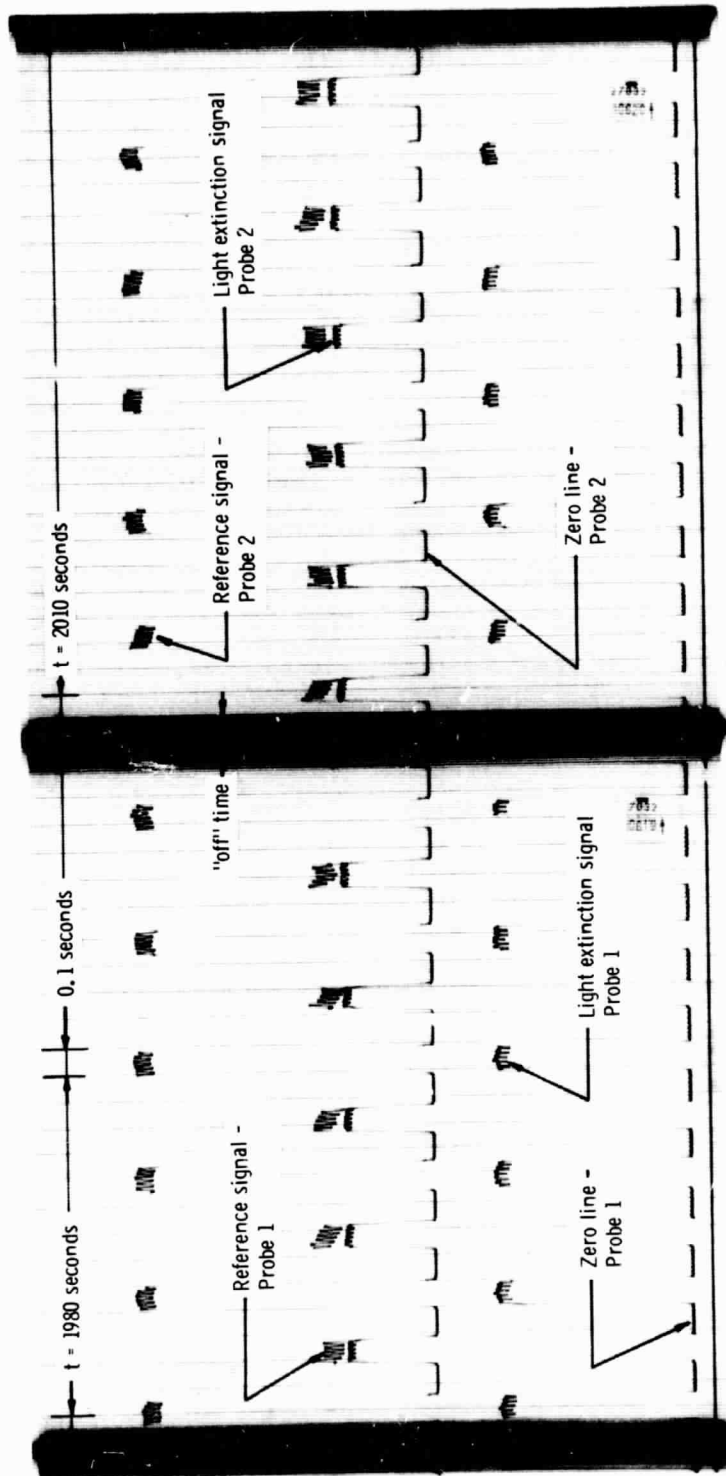 t = 1980 seconds
0.1 seconds
t = 2010 seconds
Reference signal –
Probe 1
"off" time
Reference signal –
Probe 2
Light extinction signal
Probe 2
Zero line –
Probe 1
Light extinction signal
Probe 1
Zero line –
Probe 2